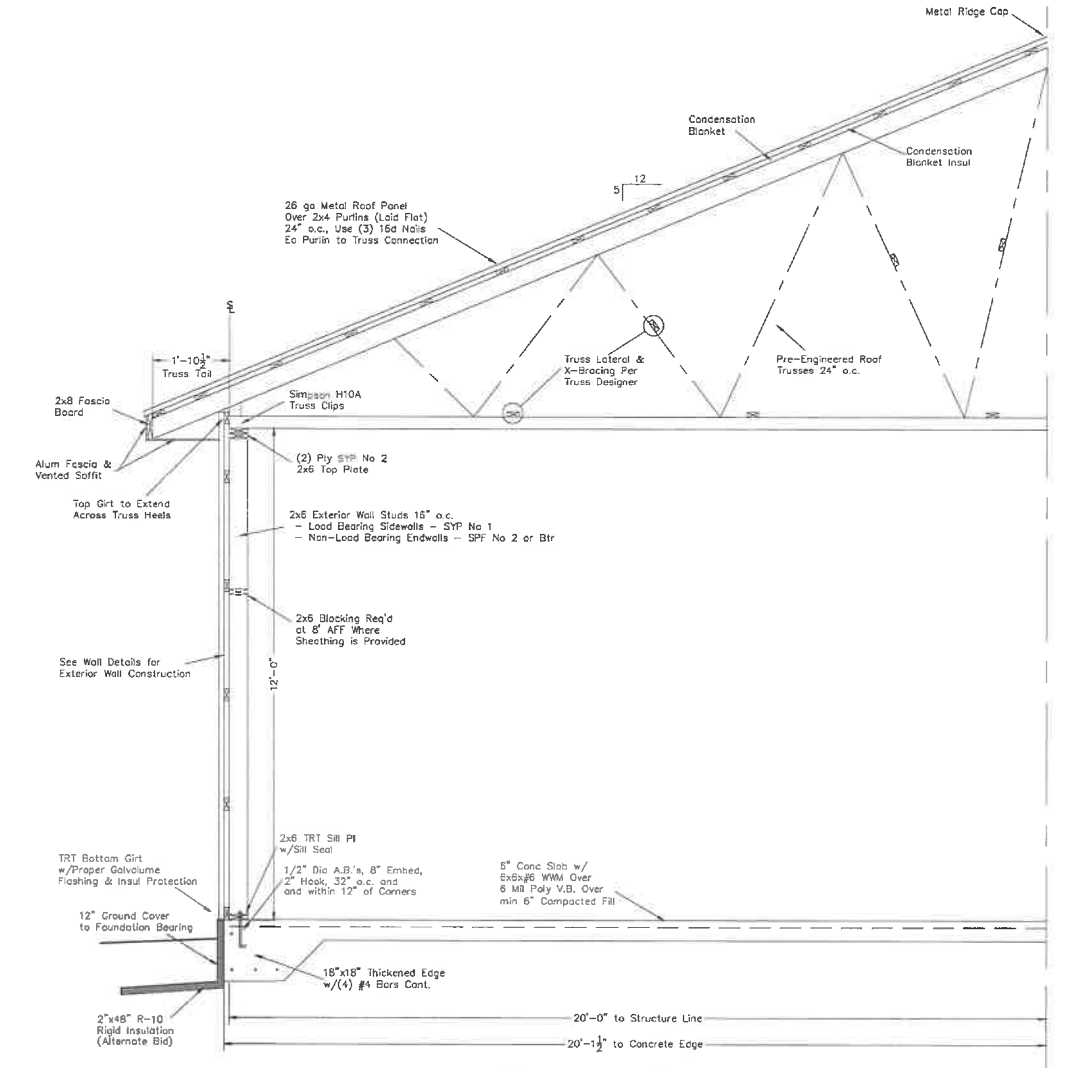 Metal Ridge Cap
Condensation
Blanket
Condensation
Blanket Insul
12
5
26 ga Metal Roof Panel
Over 2x4 Purlins (Laid Flat)
24" o.c., Use (3) 16d Nails
Ea Purlin to Truss Connection
1'-10 1/2"
Truss Tail
Truss Lateral &
X-Bracing Per
Truss Designer
Pre-Engineered Roof
Trusses 24" o.c.
2x8 Fascia
Board
Simpson H10A
Truss Clips
Alum Fascia &
Vented Soffit
(2) Ply SYP No 2
2x6 Top Plate
Top Girt to Extend
Across Truss Heels
2x6 Exterior Wall Studs 16" o.c.
- Load Bearing Sidewalls - SYP No 1
- Non-Load Bearing Endwalls - SPF No 2 or Btr
2x6 Blocking Req'd
at 8' AFF Where
Sheathing is Provided
See Wall Details for
Exterior Wall Construction
12'-0"
2x6 TRT Sill Pl
w/Sill Seal
TRT Bottom Girt
w/Proper Galvalume
Flashing & Insul Protection
1/2" Dia A.B.'s, 8" Embed,
2" Hook, 32" o.c. and
and within 12" of Corners
6" Conc Slab w/
6x6x#6 WWM Over
6 Mil Poly V.B. Over
min 6" Compacted Fill
12" Ground Cover
to Foundation Bearing
18"x18" Thickened Edge
w/(4) #4 Bars Cont.
2"x48" R-10
Rigid Insulation
(Alternate Bid)
20'-0" to Structure Line
20'-1 1/2" to Concrete Edge